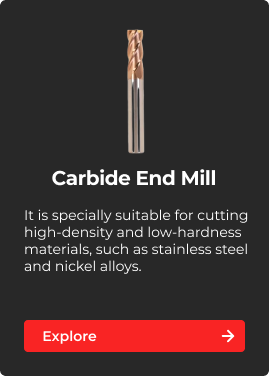 Carbide End Mill
It is specially suitable for cutting
high-density and low-hardness
materials, such as stainless steel
and nickel alloys.
Explore